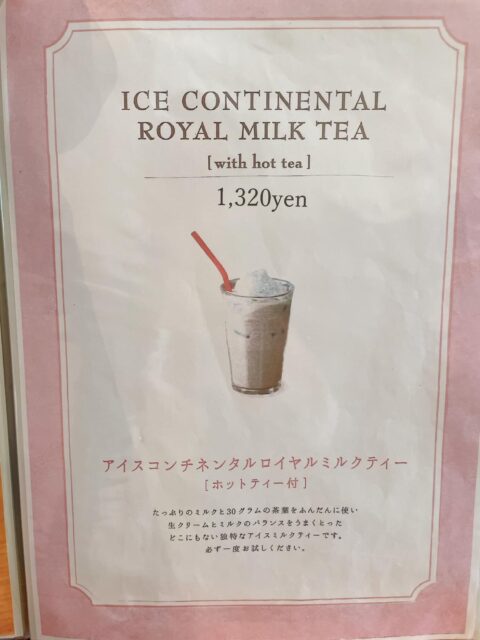 ICE CONTINENTAL
ROYAL MILK TEA
[with hot tea]
1,320yen
アイスコンチネンタルロイヤルミルクティー
[ホットティー付]
たっぷりのミルクと30グラムの茶葉をふんだんに使い
生クリームとミルクのバランスをうまくとった
どこにもない独特なアイスミルクティーです。
必ず一度お試しください。